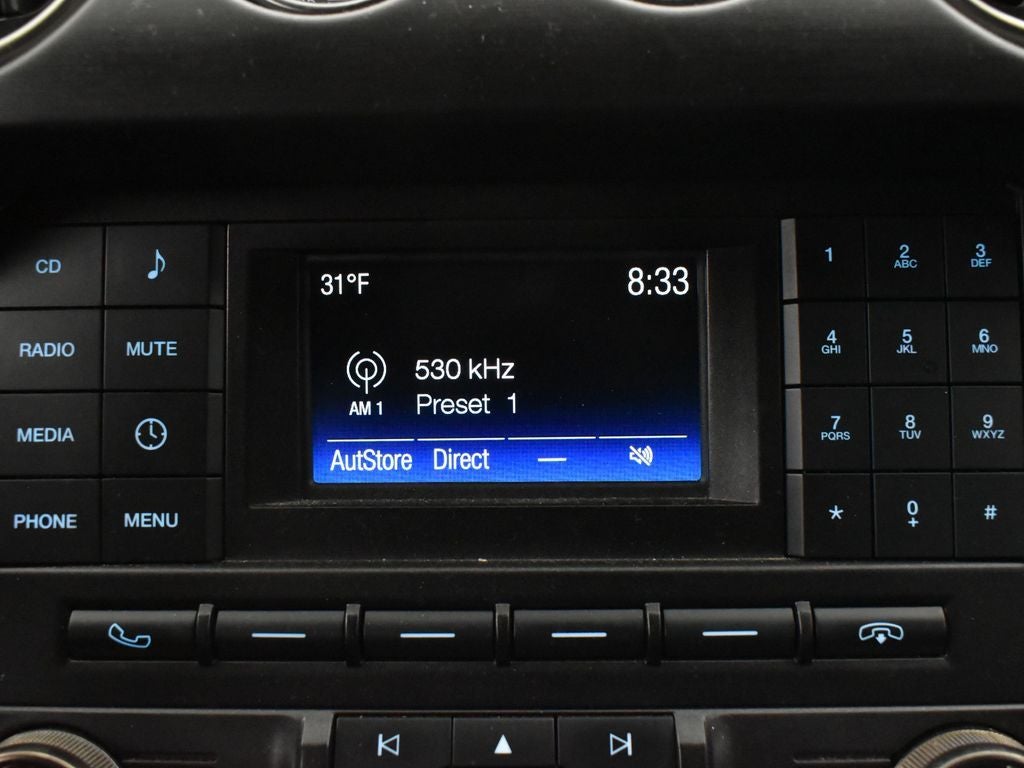 CD
RADIO MUTE
MEDIA
PHONE MENU
31°F 8:33
530 kHz
AM 1 Preset 1
AutStore Direct
1 2 3
ABC DEF
4 5 6
GHI JKL MNO
7 8 9
PQRS TUV WXYZ
* 0 #
+